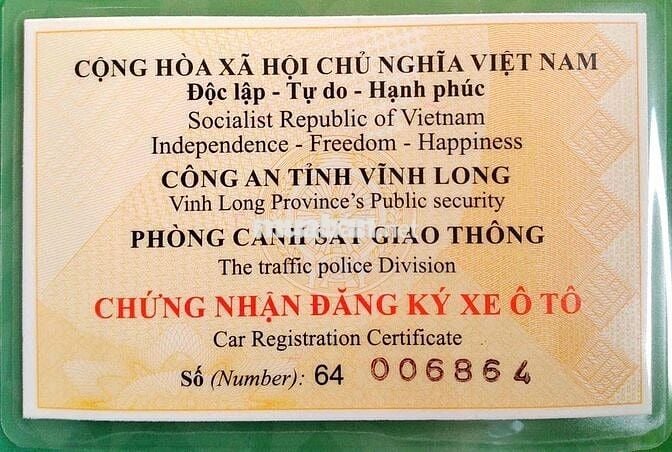 CỘNG HÒA XÃ HỘI CHỦ NGHĨA VIỆT NAM
Độc lập - Tự do - Hạnh phúc
Socialist Republic of Vietnam
Independence - Freedom - Happiness
CÔNG AN TỈNH VĨNH LONG
Vinh Long Province's Public security
PHÒNG CẢNH SÁT GIAO THÔNG
The traffic police Division
CHỨNG NHẬN ĐĂNG KÝ XE Ô TÔ
Car Registration Certificate
Số (Number): 64 006864